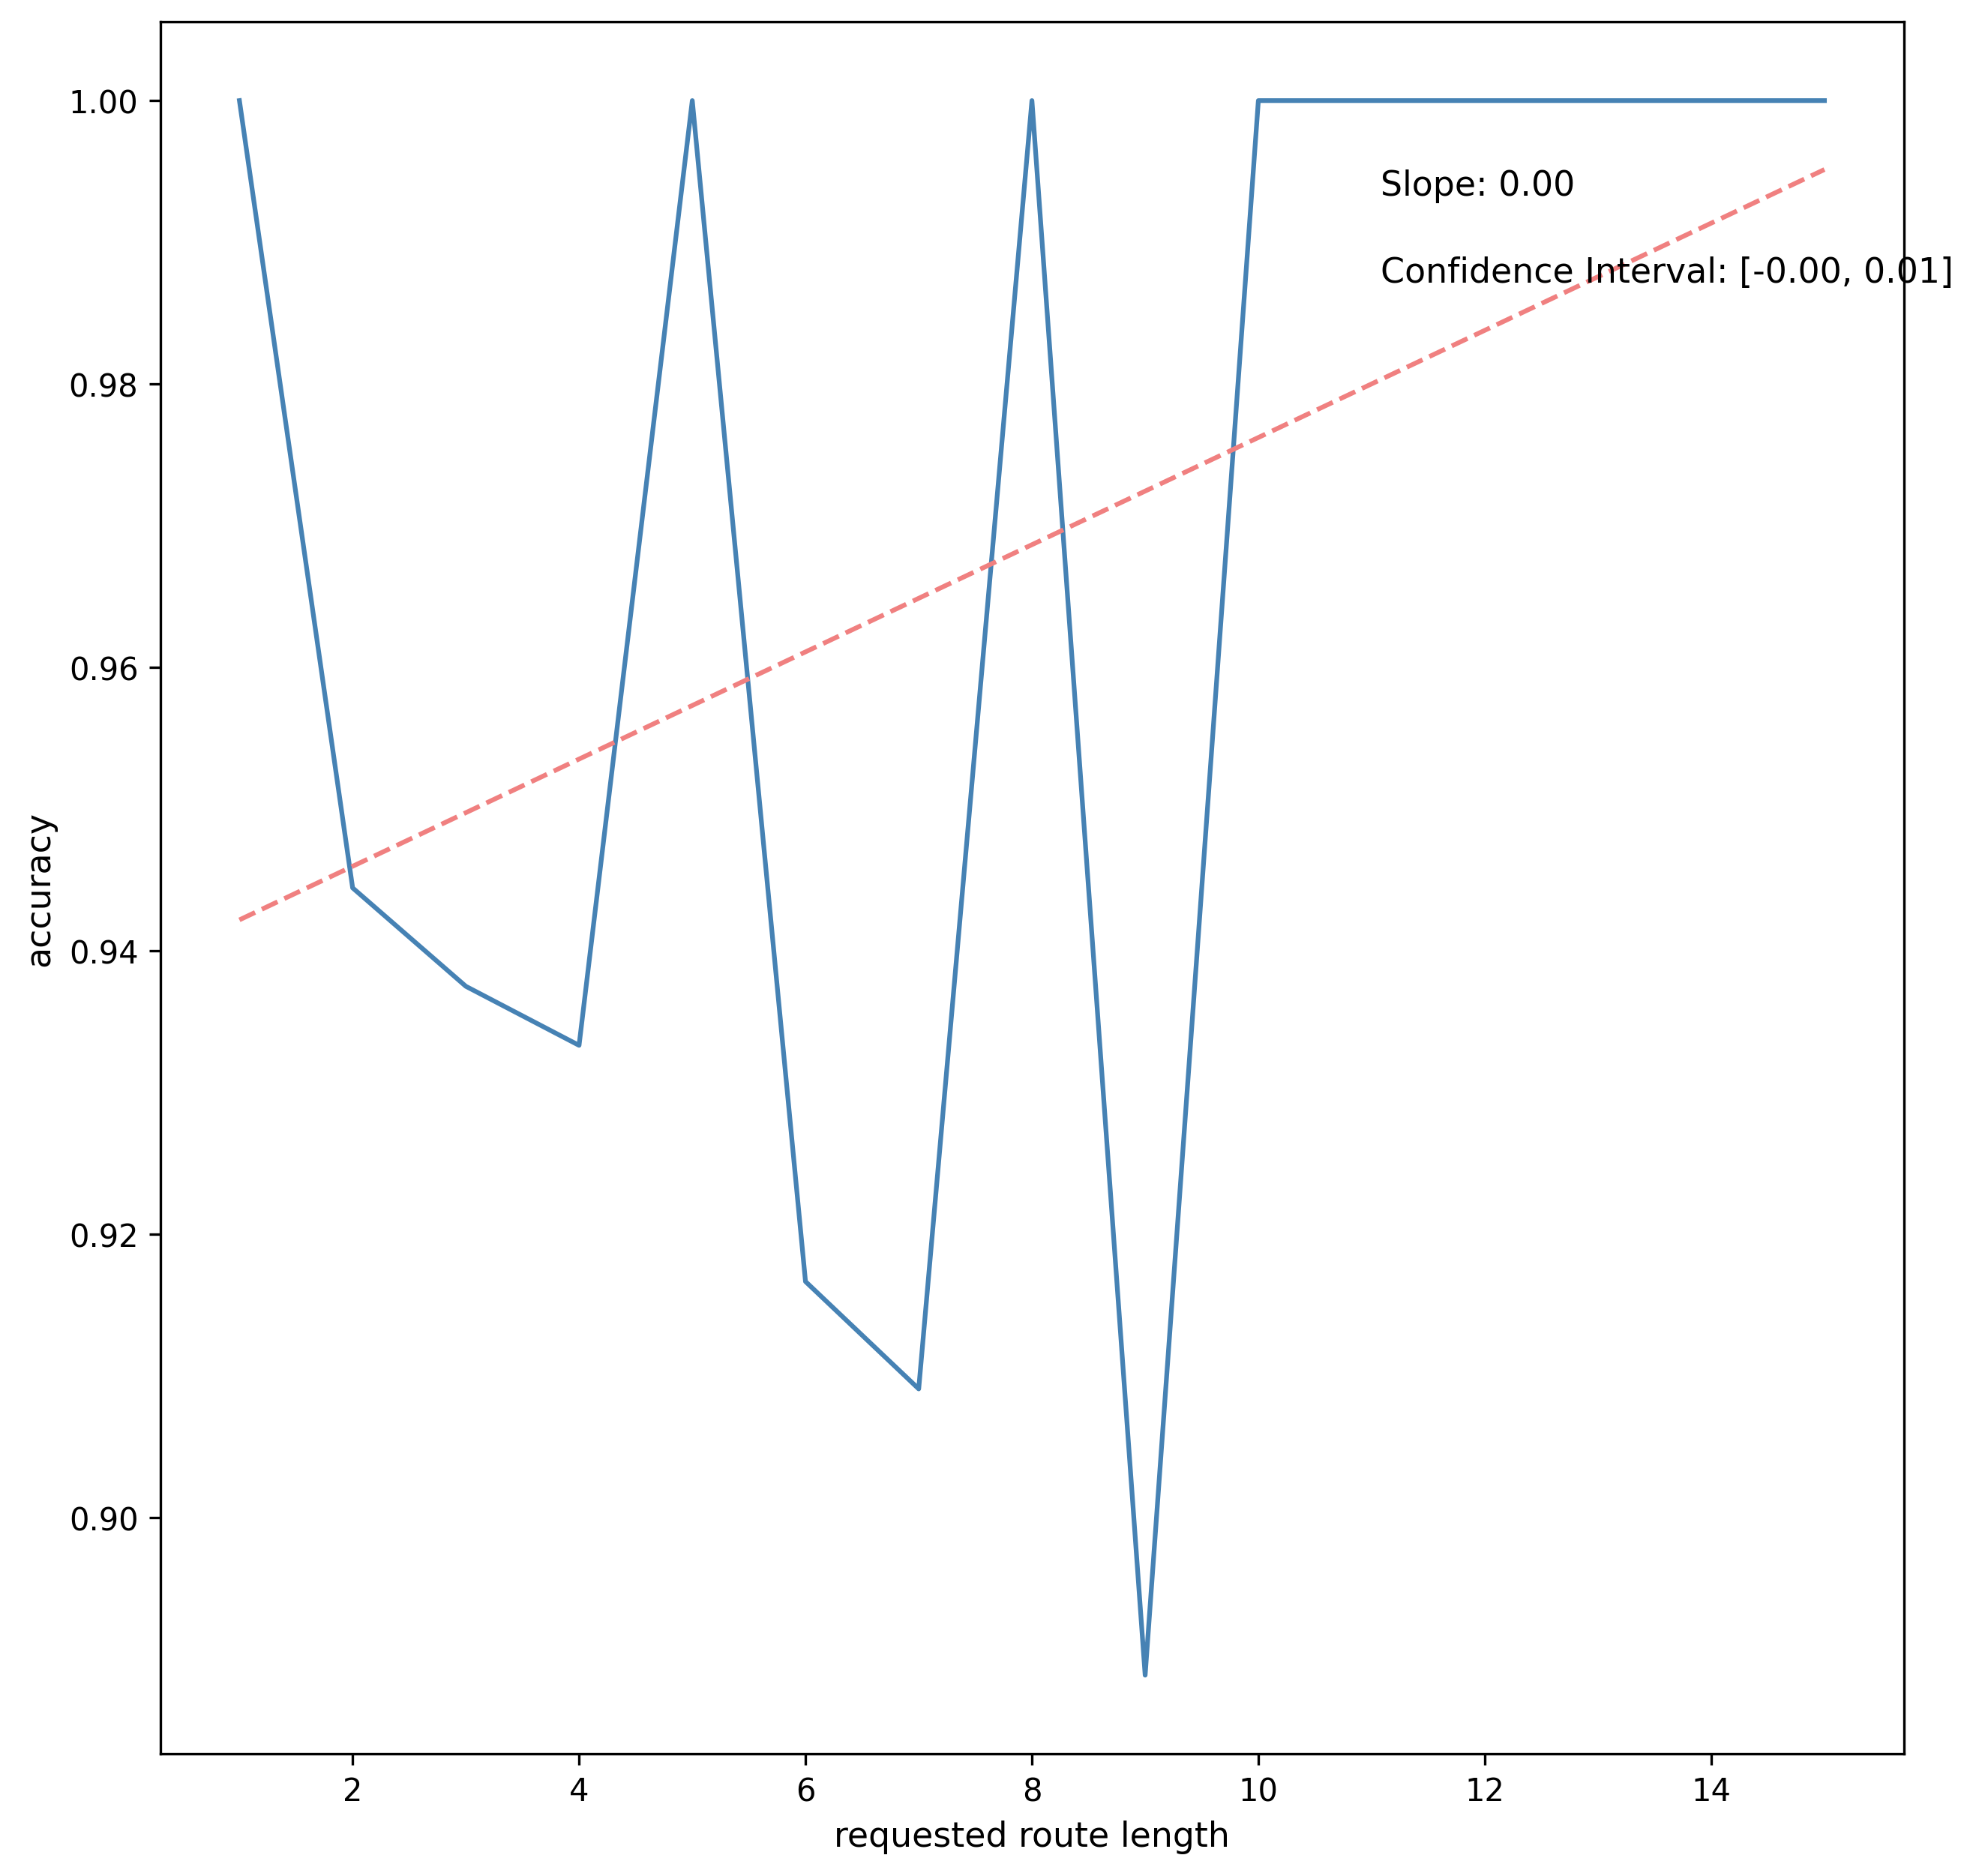 1.00
0.98
0.96
0.94
0.92
0.90
accuracy
Slope: 0.00
Confidence Interval: [-0.00, 0.01]
2 4 6 8 10 12 14
requested route length